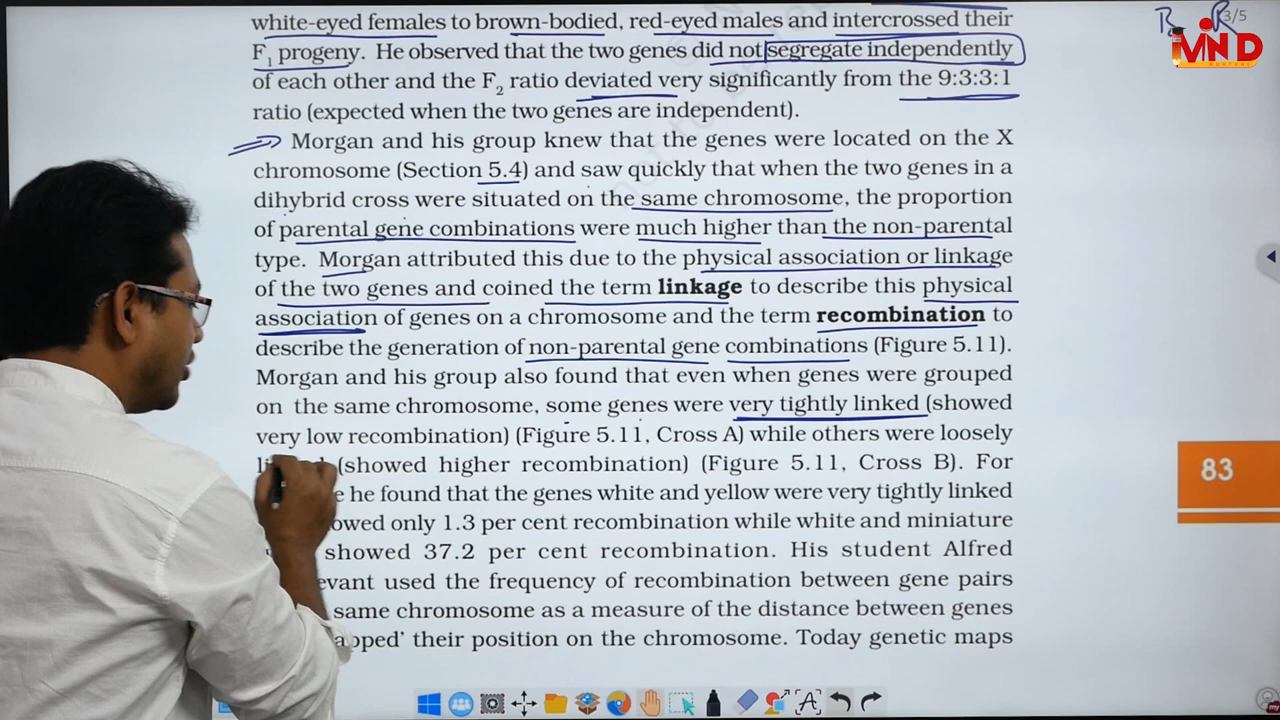 white-eyed females to brown-bodied, red-eyed males and intercrossed their
F₁ progeny. He observed that the two genes did not segregate independently
of each other and the F₂ ratio deviated very significantly from the 9:3:3:1
ratio (expected when the two genes are independent).
Morgan and his group knew that the genes were located on the X
chromosome (Section 5.4) and saw quickly that when the two genes in a
dihybrid cross were situated on the same chromosome, the proportion
of parental gene combinations were much higher than the non-parental
type. Morgan attributed this due to the physical association or linkage
of the two genes and coined the term linkage to describe this physical
association of genes on a chromosome and the term recombination to
describe the generation of non-parental gene combinations (Figure 5.11).
Morgan and his group also found that even when genes were grouped
on the same chromosome, some genes were very tightly linked (showed
very low recombination) (Figure 5.11, Cross A) while others were loosely
(showed higher recombination) (Figure 5.11, Cross B). For
he found that the genes white and yellow were very tightly linked
owed only 1.3 per cent recombination while white and miniature
showed 37.2 per cent recombination. His student Alfred
evant used the frequency of recombination between gene pairs
same chromosome as a measure of the distance between genes
apped' their position on the chromosome. Today genetic maps
3/5
MIND
83